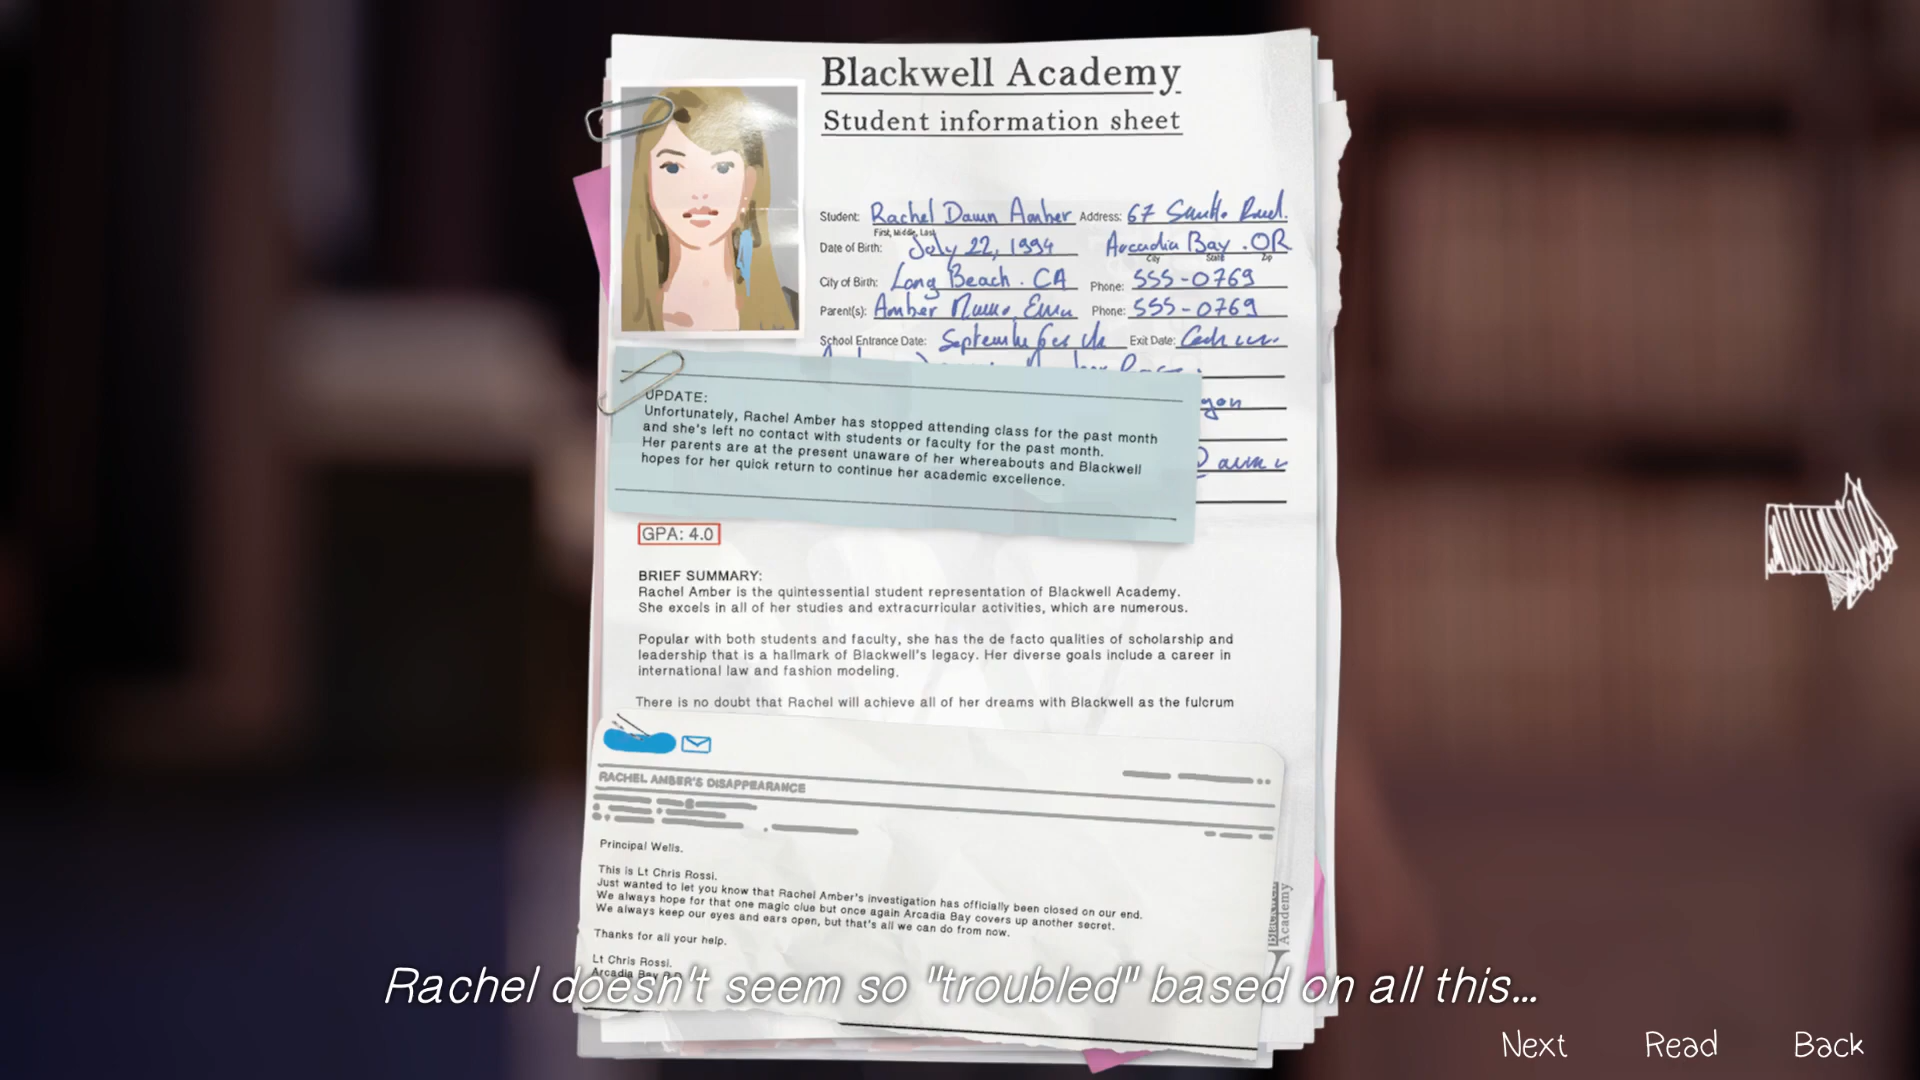 Blackwell Academy
Student information sheet
Student: Rachel Dawn Amber Address: 67
First, Middle, Last
Date of Birth: July 22, 1994 Arcadia Bay . OR
City State Zip
City of Birth: Long Beach . CA Phone: 555-0769
Parent(s): Amber Phone: 555-0769
School Entrance Date: Exit Date:
UPDATE:
Unfortunately, Rachel Amber has stopped attending class for the past month
and she's left no contact with students or faculty for the past month.
Her parents are at the present unaware of her whereabouts and Blackwell
hopes for her quick return to continue her academic excellence.
GPA: 4.0
BRIEF SUMMARY:
Rachel Amber is the quintessential student representation of Blackwell Academy.
She excels in all of her studies and extracurricular activities, which are numerous.
Popular with both students and faculty, she has the de facto qualities of scholarship and
leadership that is a hallmark of Blackwell's legacy. Her diverse goals include a career in
international law and fashion modeling.
There is no doubt that Rachel will achieve all of her dreams with Blackwell as the fulcrum
RACHEL AMBER'S DISAPPEARANCE
Principal Wells.
This is Lt Chris Rossi.
Just wanted to let you know that Rachel Amber's investigation has officially been closed on our end.
We always hope for that one magic clue but once again Arcadia Bay covers up another secret.
We always keep our eyes and ears open, but that's all we can do from now.
Thanks for all your help.
Lt Chris Rossi.
Arcadia Bay P.D.
Academy
Rachel doesn't seem so "troubled" based on all this...
Next Read Back